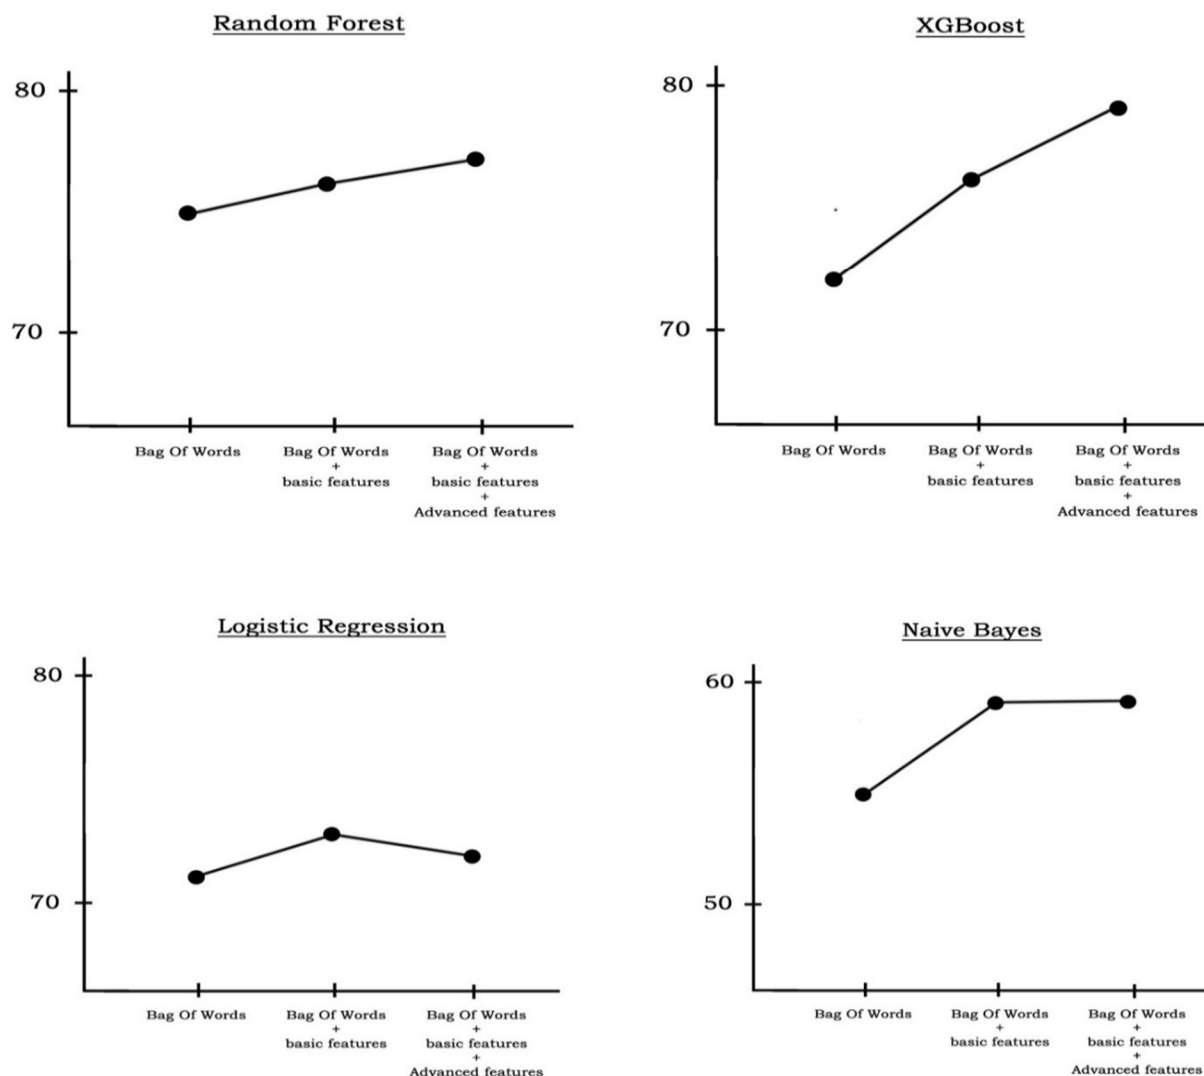 Random Forest
80
70
Bag Of Words
Bag Of Words
+
basic features
Bag Of Words
+
basic features
+
Advanced features
XGBoost
80
70
Bag Of Words
Bag Of Words
+
basic features
Bag Of Words
+
basic features
+
Advanced features
Logistic Regression
80
70
Bag Of Words
Bag Of Words
+
basic features
Bag Of Words
+
basic features
+
Advanced features
Naive Bayes
60
50
Bag Of Words
Bag Of Words
+
basic features
Bag Of Words
+
basic features
+
Advanced features